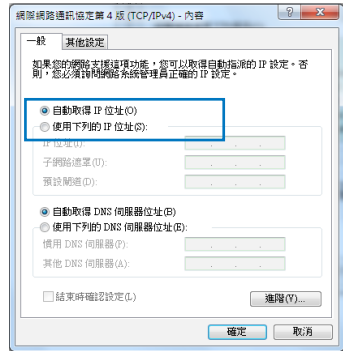 網際網路通訊協定第 4 版 (TCP/IPv4) - 內容
一般
其他設定
如果您的網路支援這項功能，您可以取得自動指派的 IP 設定。否
則，您必須詢問網路系統管理員正確的 IP 設定。
自動取得 IP 位址(O)
使用下列的 IP 位址(S):
IP 位址(I):
子網路遮罩(U):
預設閘道(D):
自動取得 DNS 伺服器位址(B)
使用下列的 DNS 伺服器位址(E):
慣用 DNS 伺服器(P):
其他 DNS 伺服器(A):
結束時確認設定(L)
進階(V)...
確定
取消